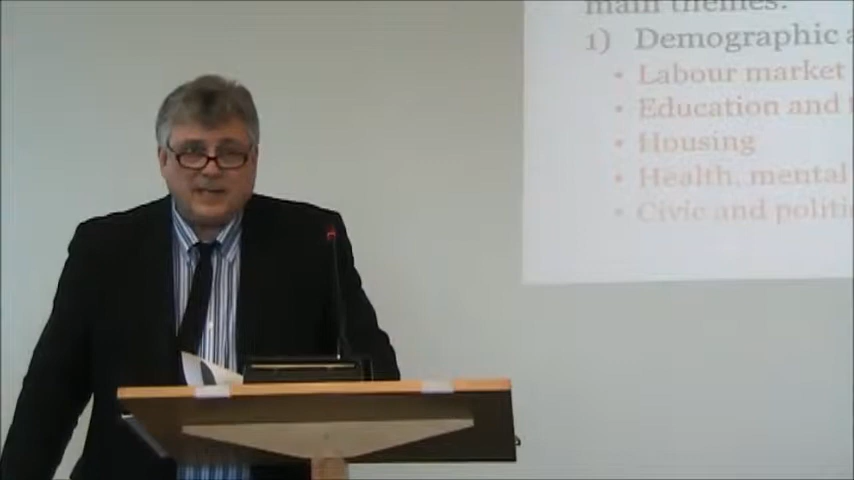 main themes:
1) Demographic a
• Labour market
• Education and
• Housing
• Health, mental
• Civic and politi